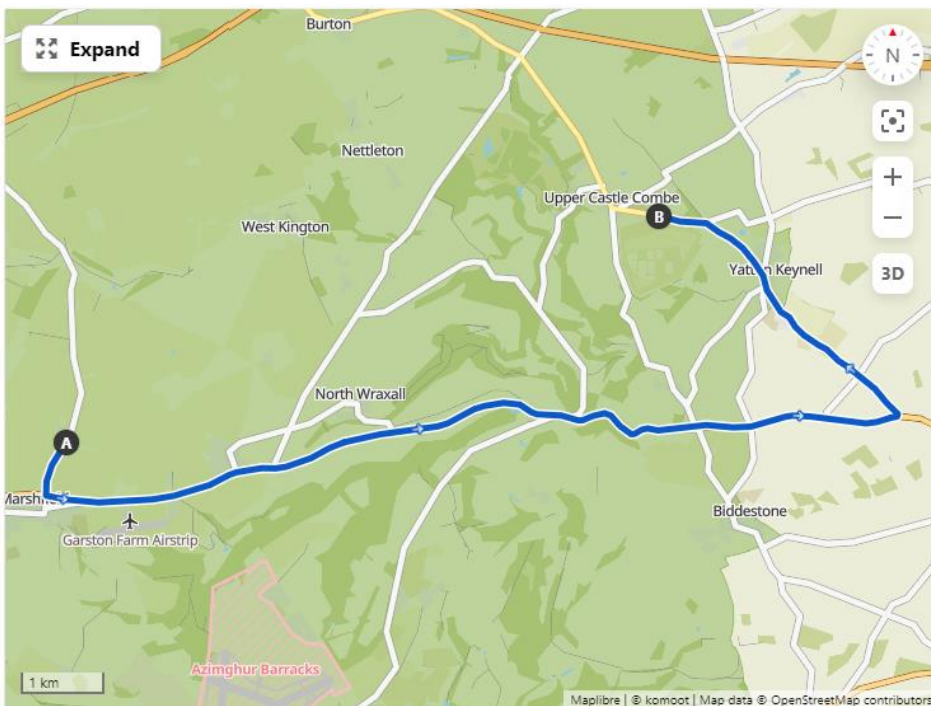 Burton
Expand
N
Nettleton
Upper Castle Combe
B
West Kington
3D
North Wraxall
A
Biddestone
Garston Farm Airstrip
Azimghur Barracks
1 km
Maplibre | © komoot | Map data © OpenStreetMap contributors